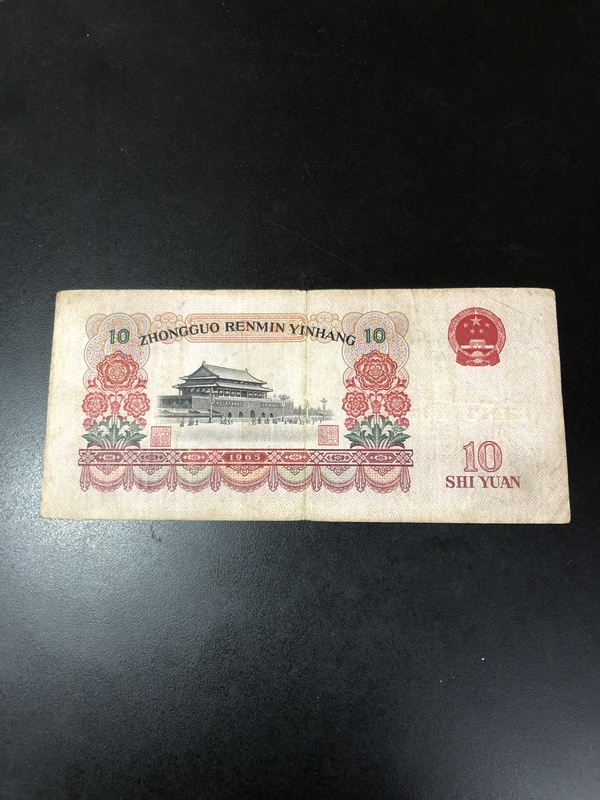 10 ZHONGGUO RENMIN YINHANG 10
1965
10
SHI YUAN